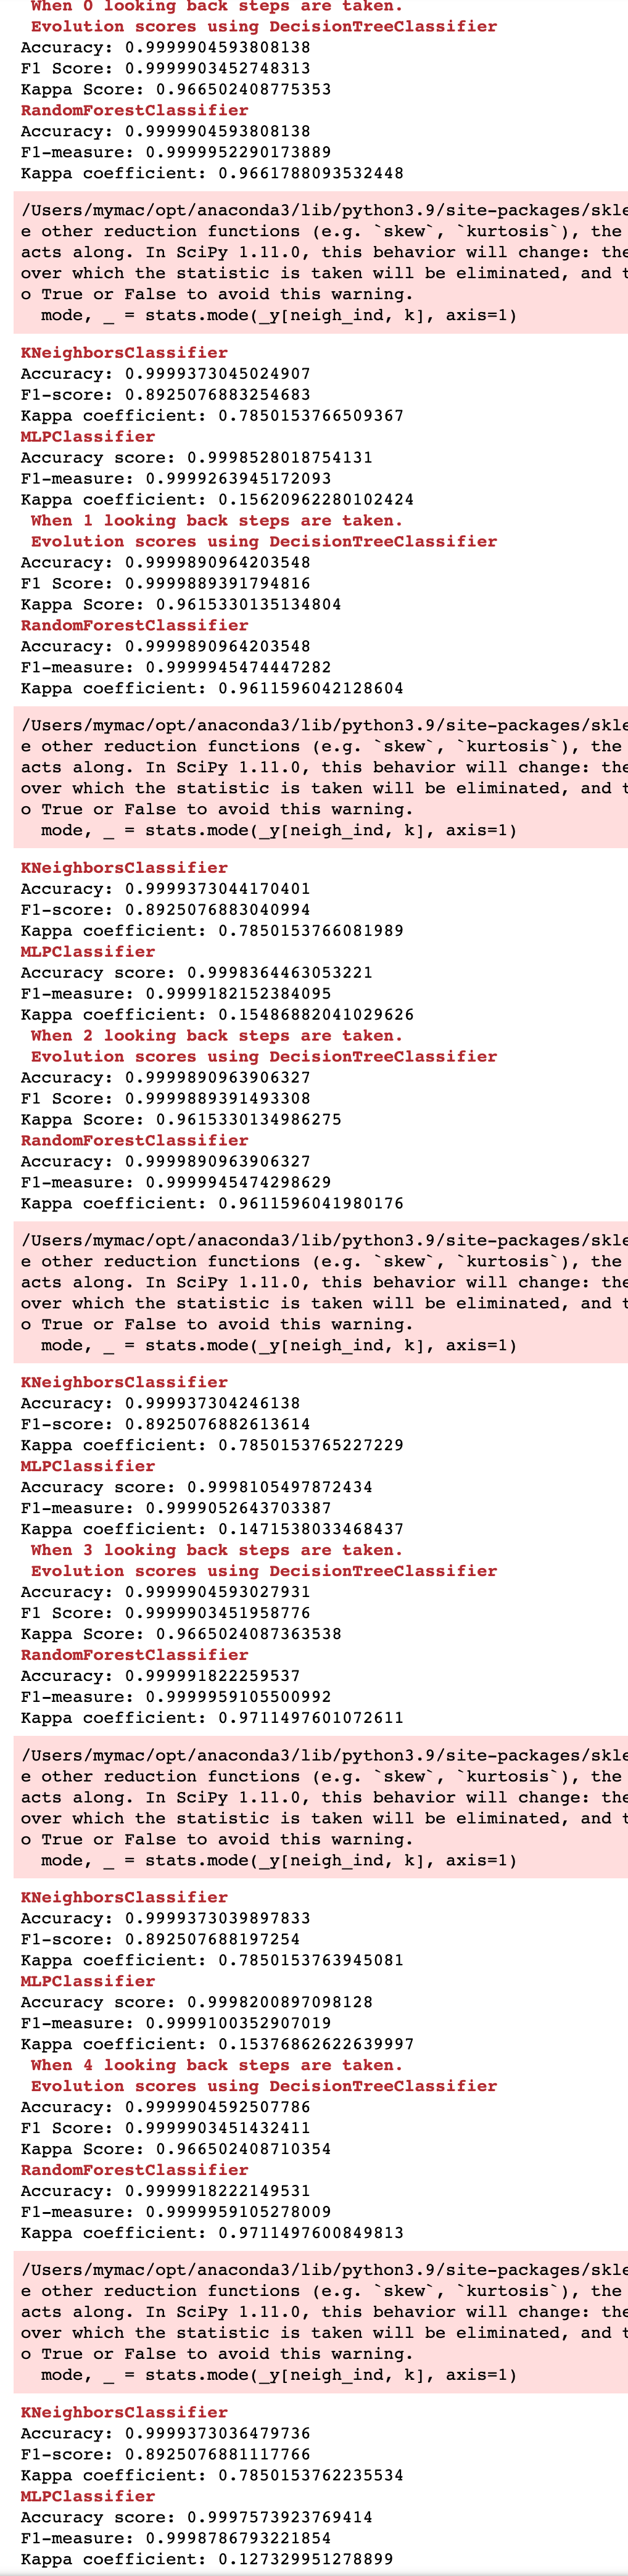 When 0 looking back steps are taken.
Evolution scores using DecisionTreeClassifier
Accuracy: 0.9999904593808138
F1 Score: 0.9999903452748313
Kappa Score: 0.966502408775353
RandomForestClassifier
Accuracy: 0.9999904593808138
F1-measure: 0.9999952290173889
Kappa coefficient: 0.9661788093532448
/Users/mymac/opt/anaconda3/lib/python3.9/site-packages/skle
e other reduction functions (e.g. `skew`, `kurtosis`), the
acts along. In SciPy 1.11.0, this behavior will change: the
over which the statistic is taken will be eliminated, and t
o True or False to avoid this warning.
mode, _ = stats.mode(_y[neigh_ind, k], axis=1)
KNeighborsClassifier
Accuracy: 0.9999373045024907
F1-score: 0.8925076883254683
Kappa coefficient: 0.7850153766509367
MLPClassifier
Accuracy score: 0.9998528018754131
F1-measure: 0.9999263945172093
Kappa coefficient: 0.15620962280102424
When 1 looking back steps are taken.
Evolution scores using DecisionTreeClassifier
Accuracy: 0.9999890964203548
F1 Score: 0.9999889391794816
Kappa Score: 0.9615330135134804
RandomForestClassifier
Accuracy: 0.9999890964203548
F1-measure: 0.9999945474447282
Kappa coefficient: 0.9611596042128604
/Users/mymac/opt/anaconda3/lib/python3.9/site-packages/skle
e other reduction functions (e.g. `skew`, `kurtosis`), the
acts along. In SciPy 1.11.0, this behavior will change: the
over which the statistic is taken will be eliminated, and t
o True or False to avoid this warning.
mode, _ = stats.mode(_y[neigh_ind, k], axis=1)
KNeighborsClassifier
Accuracy: 0.9999373044170401
F1-score: 0.8925076883040994
Kappa coefficient: 0.7850153766081989
MLPClassifier
Accuracy score: 0.9998364463053221
F1-measure: 0.9999182152384095
Kappa coefficient: 0.15486882041029626
When 2 looking back steps are taken.
Evolution scores using DecisionTreeClassifier
Accuracy: 0.9999890963906327
F1 Score: 0.9999889391493308
Kappa Score: 0.9615330134986275
RandomForestClassifier
Accuracy: 0.9999890963906327
F1-measure: 0.9999945474298629
Kappa coefficient: 0.9611596041980176
/Users/mymac/opt/anaconda3/lib/python3.9/site-packages/skle
e other reduction functions (e.g. `skew`, `kurtosis`), the
acts along. In SciPy 1.11.0, this behavior will change: the
over which the statistic is taken will be eliminated, and t
o True or False to avoid this warning.
mode, _ = stats.mode(_y[neigh_ind, k], axis=1)
KNeighborsClassifier
Accuracy: 0.999937304246138
F1-score: 0.8925076882613614
Kappa coefficient: 0.7850153765227229
MLPClassifier
Accuracy score: 0.9998105497872434
F1-measure: 0.9999052643703387
Kappa coefficient: 0.1471538033468437
When 3 looking back steps are taken.
Evolution scores using DecisionTreeClassifier
Accuracy: 0.9999904593027931
F1 Score: 0.9999903451958776
Kappa Score: 0.9665024087363538
RandomForestClassifier
Accuracy: 0.999991822259537
F1-measure: 0.9999959105500992
Kappa coefficient: 0.9711497601072611
/Users/mymac/opt/anaconda3/lib/python3.9/site-packages/skle
e other reduction functions (e.g. `skew`, `kurtosis`), the
acts along. In SciPy 1.11.0, this behavior will change: the
over which the statistic is taken will be eliminated, and t
o True or False to avoid this warning.
mode, _ = stats.mode(_y[neigh_ind, k], axis=1)
KNeighborsClassifier
Accuracy: 0.9999373039897833
F1-score: 0.892507688197254
Kappa coefficient: 0.7850153763945081
MLPClassifier
Accuracy score: 0.9998200897098128
F1-measure: 0.9999100352907019
Kappa coefficient: 0.15376862622639997
When 4 looking back steps are taken.
Evolution scores using DecisionTreeClassifier
Accuracy: 0.9999904592507786
F1 Score: 0.9999903451432411
Kappa Score: 0.966502408710354
RandomForestClassifier
Accuracy: 0.9999918222149531
F1-measure: 0.9999959105278009
Kappa coefficient: 0.9711497600849813
/Users/mymac/opt/anaconda3/lib/python3.9/site-packages/skle
e other reduction functions (e.g. `skew`, `kurtosis`), the
acts along. In SciPy 1.11.0, this behavior will change: the
over which the statistic is taken will be eliminated, and t
o True or False to avoid this warning.
mode, _ = stats.mode(_y[neigh_ind, k], axis=1)
KNeighborsClassifier
Accuracy: 0.9999373036479736
F1-score: 0.8925076881117766
Kappa coefficient: 0.7850153762235534
MLPClassifier
Accuracy score: 0.9997573923769414
F1-measure: 0.9998786793221854
Kappa coefficient: 0.127329951278899